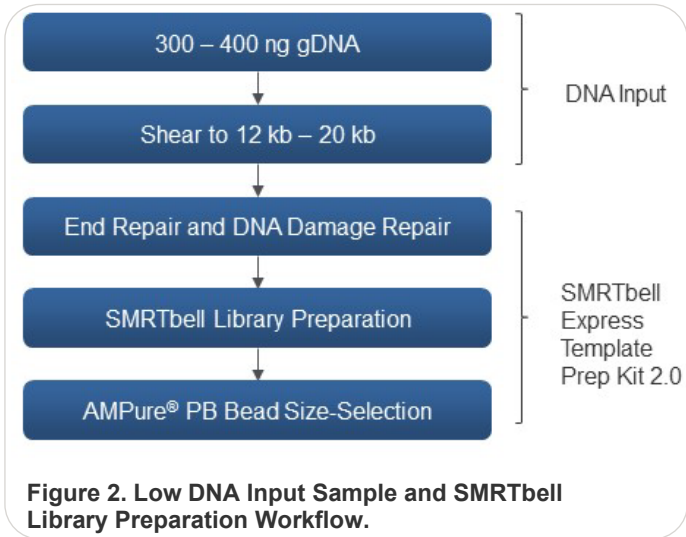 300 – 400 ng gDNA
Shear to 12 kb – 20 kb
DNA Input
End Repair and DNA Damage Repair
SMRTbell Library Preparation
AMPure® PB Bead Size-Selection
SMRTbell
Express
Template
Prep Kit 2.0
Figure 2. Low DNA Input Sample and SMRTbell
Library Preparation Workflow.